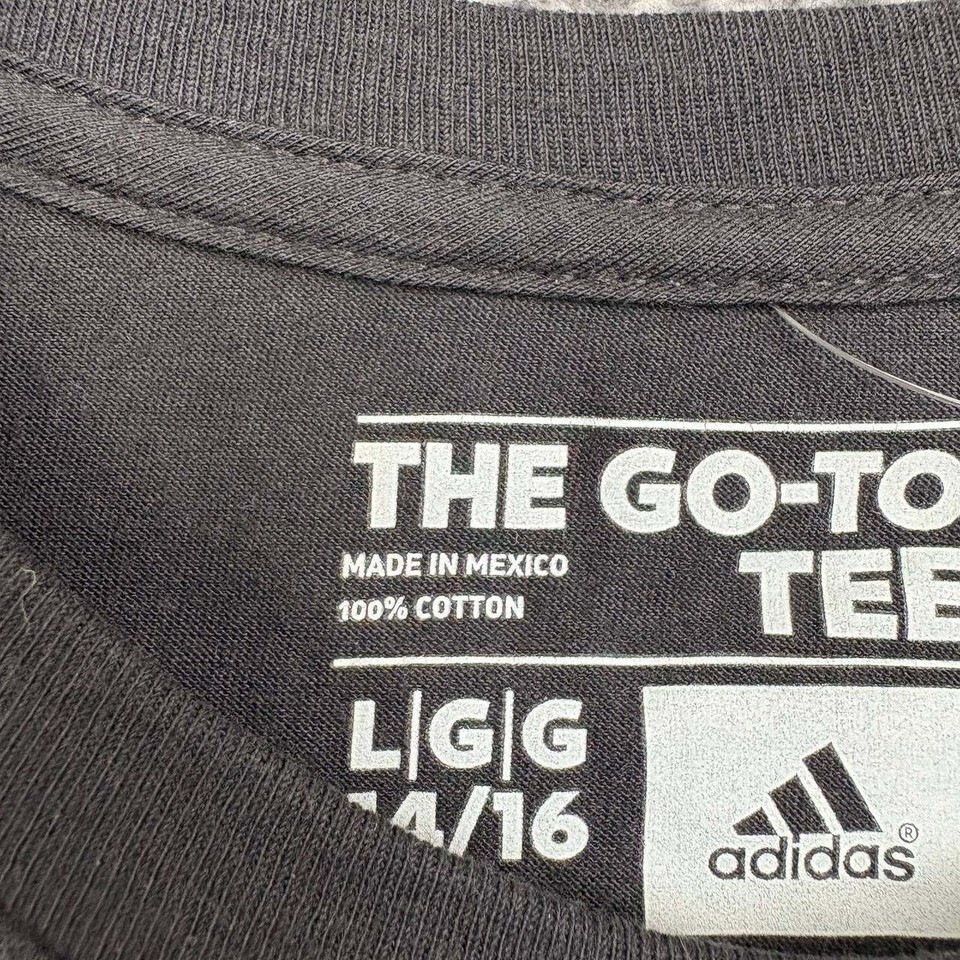 THE GO-TO
TEE
MADE IN MEXICO
100% COTTON
L|G|G
14/16
adidas®